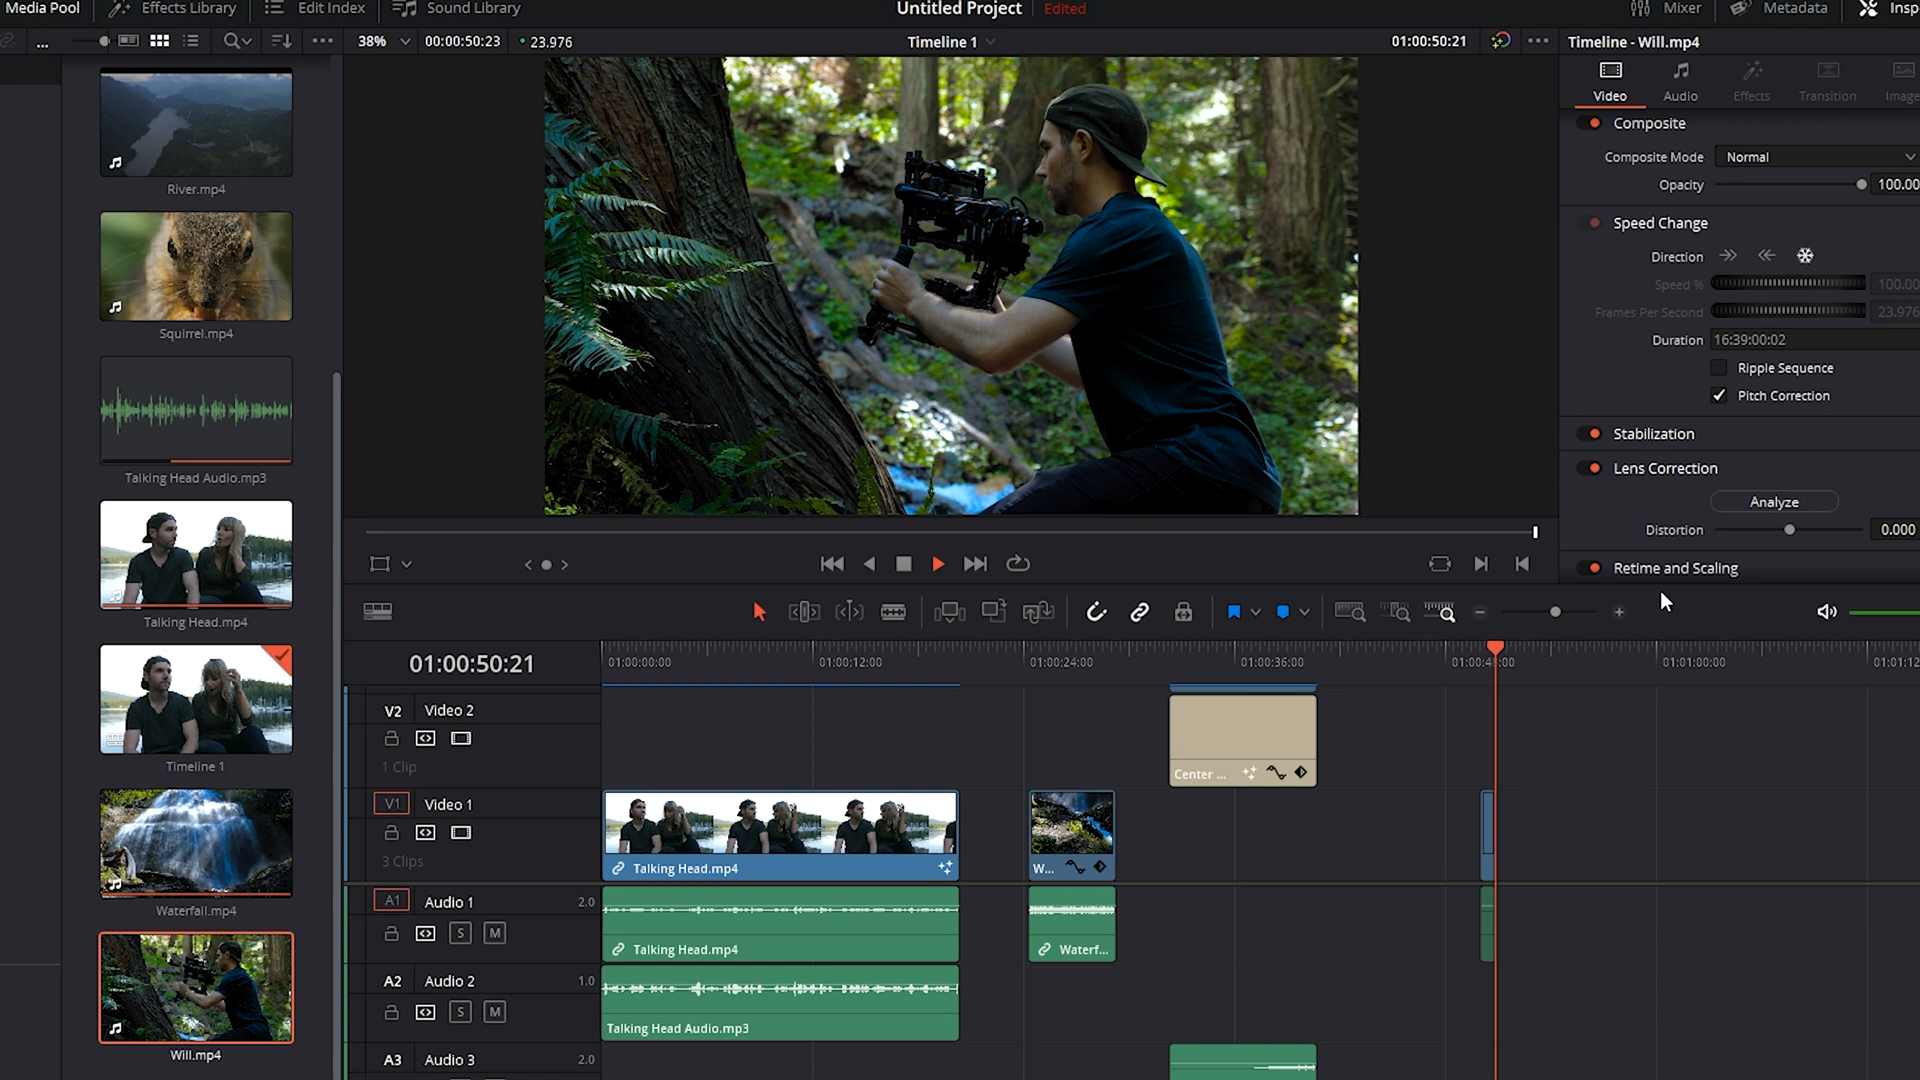 Media Pool
Effects Library
Edit Index
Sound Library
Untitled Project
Edited
Mixer
Metadata
Insp
...
38%
00:00:50:23
23.976
Timeline 1
01:00:50:21
Timeline - Will.mp4
Video
Audio
Effects
Transition
Image
Composite
Composite Mode
Normal
Opacity
100.00
Speed Change
Direction
Speed %
100.00
Frames Per Second
23.976
Duration
16:39:00:02
Ripple Sequence
Pitch Correction
Stabilization
Lens Correction
Analyze
Distortion
0.000
Retime and Scaling
River.mp4
Squirrel.mp4
Talking Head Audio.mp3
Talking Head.mp4
Timeline 1
Waterfall.mp4
Will.mp4
01:00:50:21
01:00:00:00
01:00:12:00
01:00:24:00
01:00:36:00
01:00:4
:00
01:01:00:00
01:01:12
V2
Video 2
1 Clip
Center ...
V1
Video 1
3 Clips
Talking Head.mp4
W...
A1
Audio 1
2.0
S
M
Talking Head.mp4
Waterf...
A2
Audio 2
1.0
S
M
Talking Head Audio.mp3
A3
Audio 3
2.0